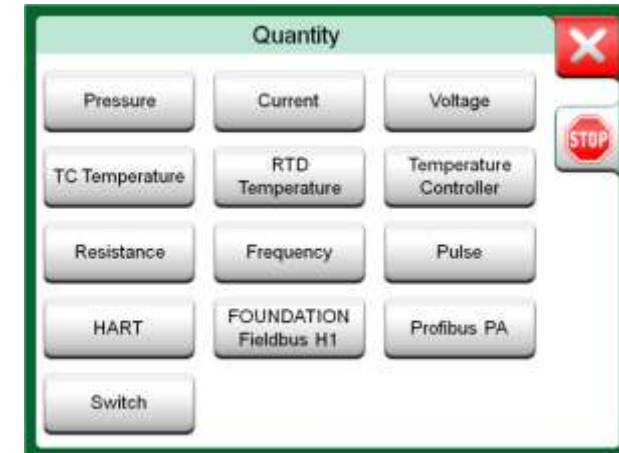 Quantity
Pressure
Current
Voltage
STOP
TC Temperature
RTD
Temperature
Temperature
Controller
Resistance
Frequency
Pulse
HART
FOUNDATION
Fieldbus H1
Profibus PA
Switch